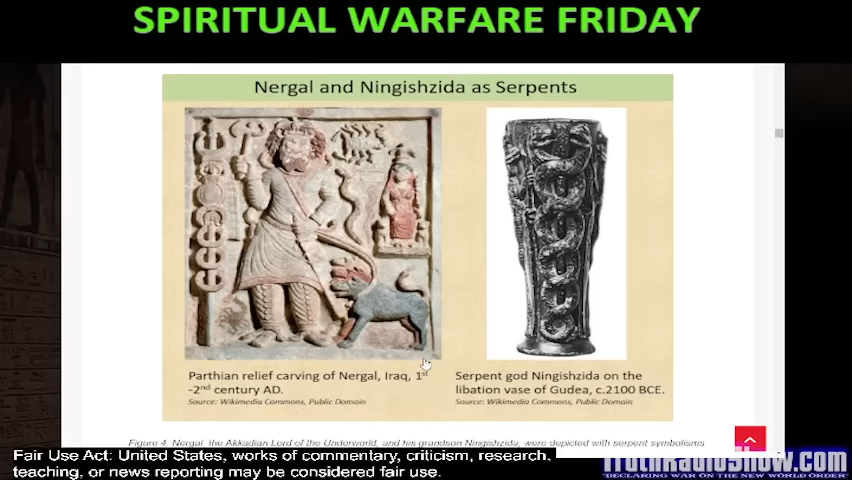 SPIRITUAL WARFARE FRIDAY
Nergal and Ningishzida as Serpents
Parthian relief carving of Nergal, Iraq, 1st
-2nd century AD.
Source: Wikimedia Commons, Public Domain
Serpent god Ningishzida on the
libation vase of Gudea, c.2100 BCE.
Source: Wikimedia Commons, Public Domain
Figure 4. Nergal, the Akkadian Lord of the Underworld, and his grandson Ningishzida, were depicted with serpent symbolisms.
Fair Use Act: United States, works of commentary, criticism, research,
teaching, or news reporting may be considered fair use.
TruthRadioShow.com
DECLARING WAR ON THE NEW WORLD ORDER